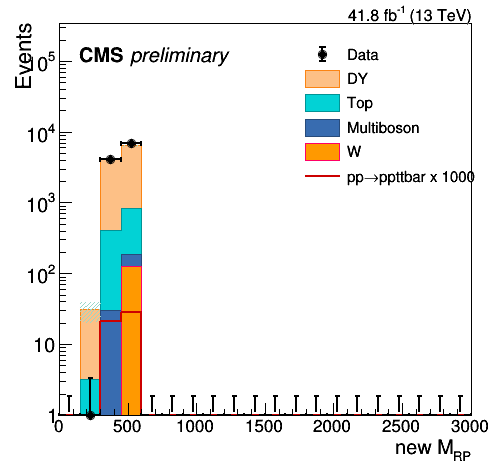 41.8 fb⁻¹ (13 TeV)
Events
CMS preliminary
Data
DY
Top
Multiboson
W
pp→ppttbar x 1000
10⁵
10⁴
10³
10²
10
1
0 500 1000 1500 2000 2500 3000
new M_RP